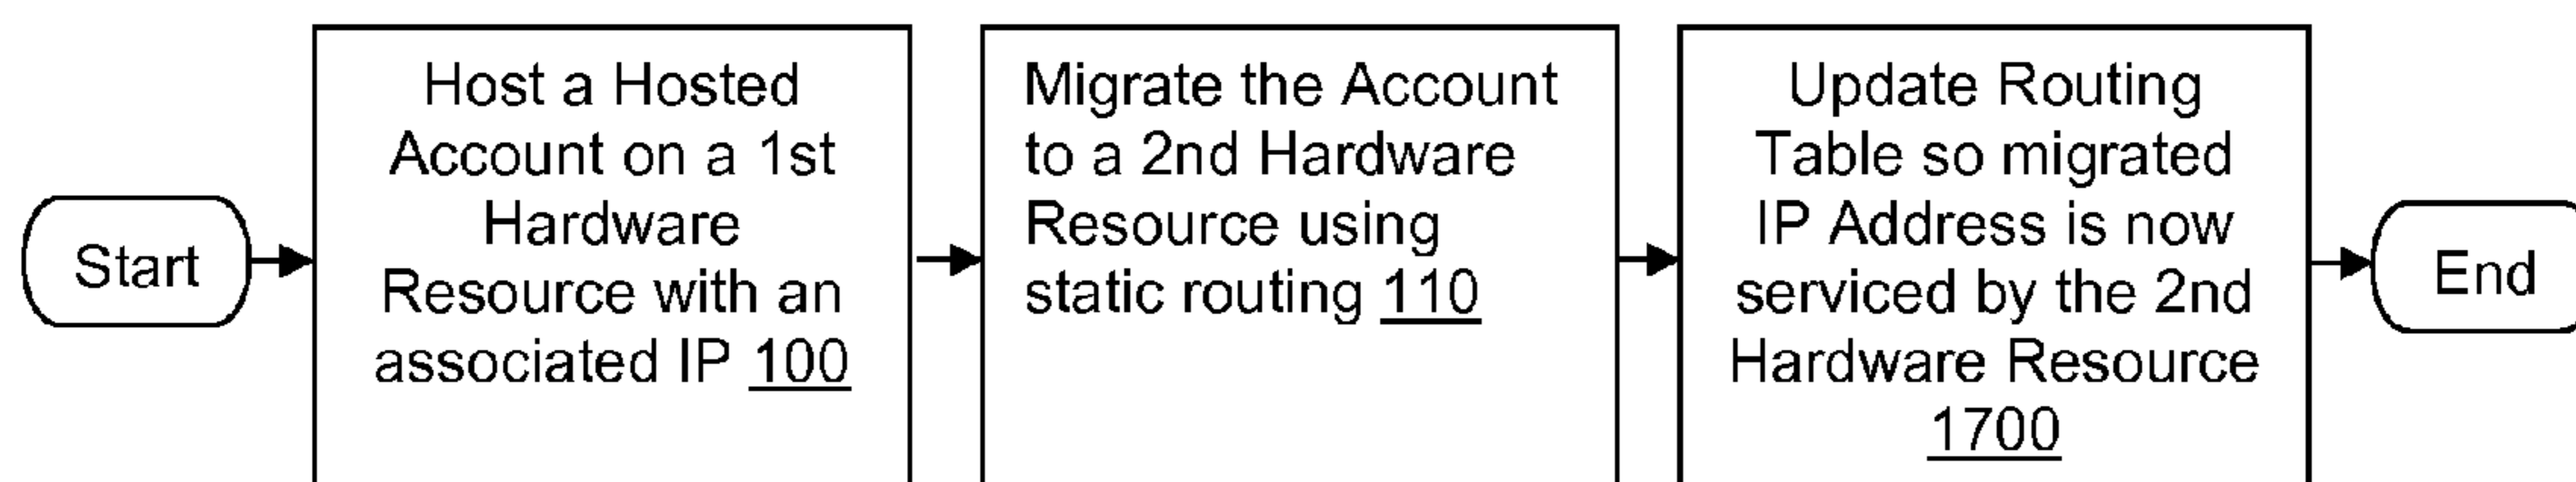 Start
Host a Hosted
Account on a 1st
Hardware
Resource with an
associated IP 100
Migrate the Account
to a 2nd Hardware
Resource using
static routing 110
Update Routing
Table so migrated
IP Address is now
serviced by the 2nd
Hardware Resource
1700
End